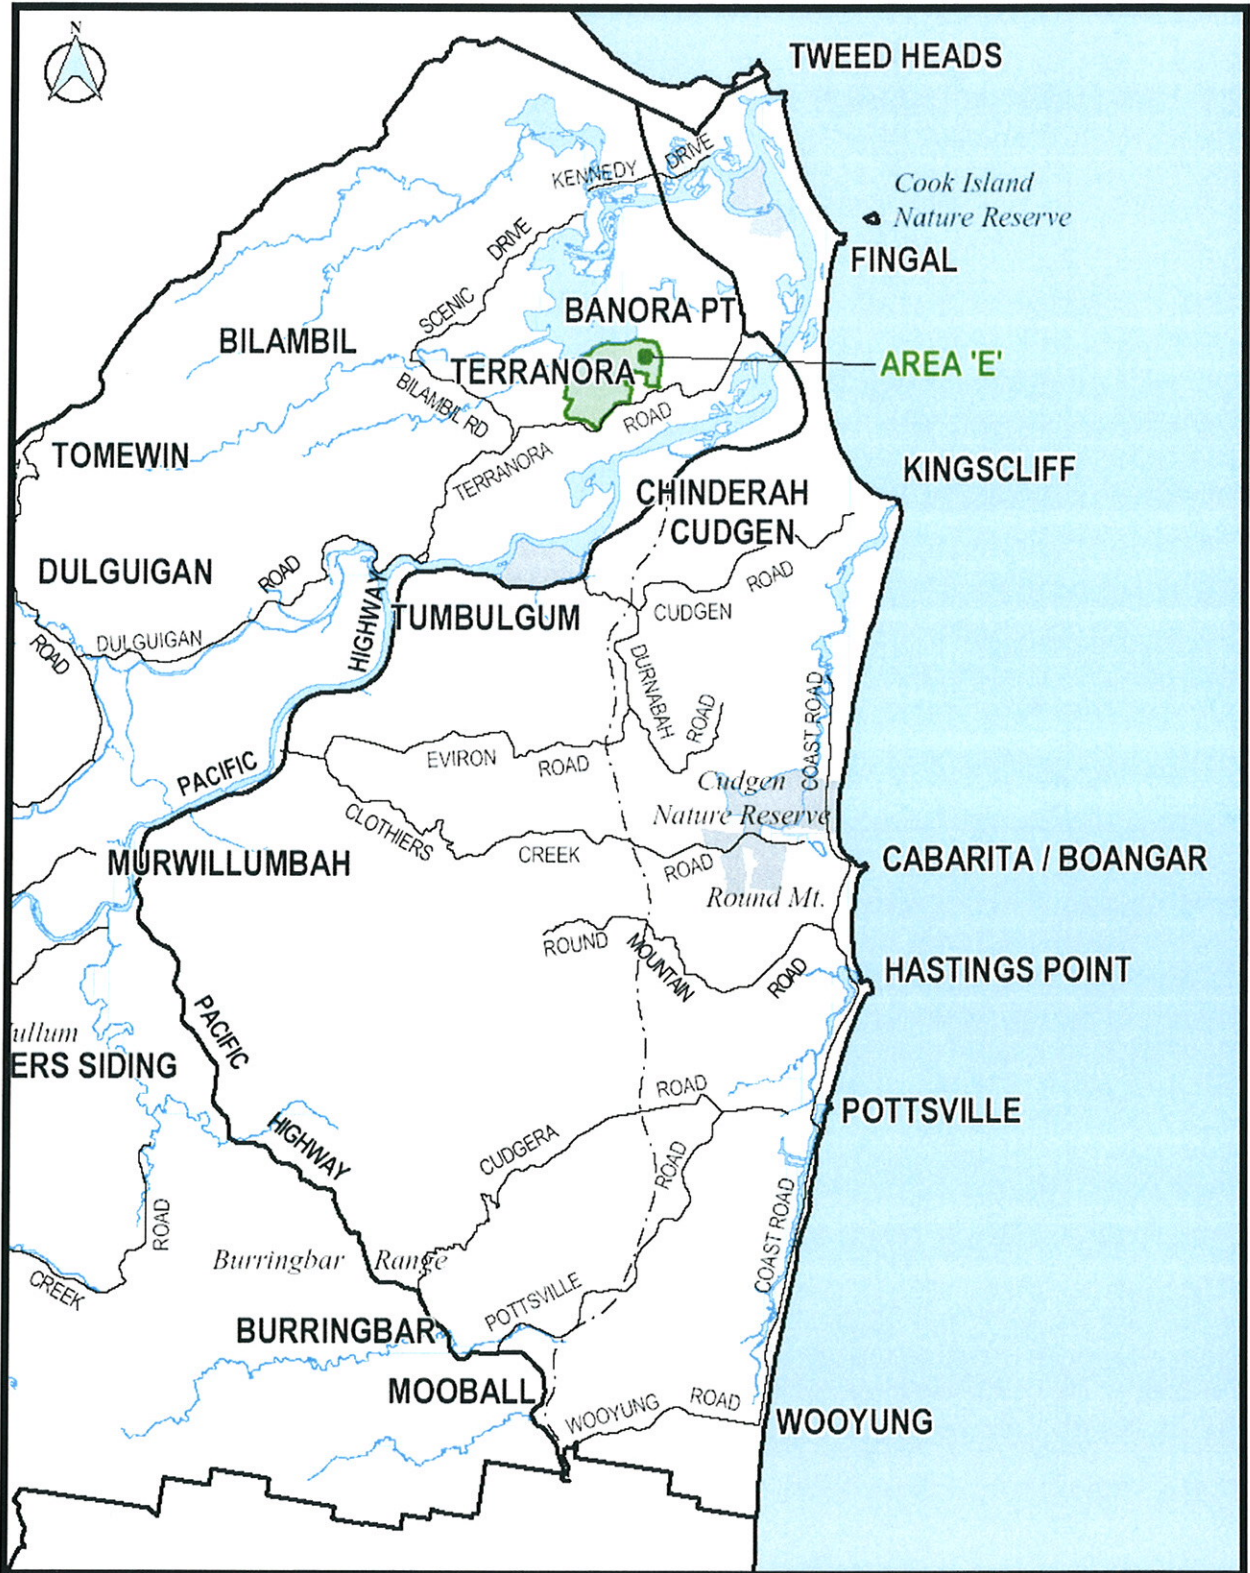 N
TWEED HEADS
KENNEDY DRIVE
Cook Island
Nature Reserve
FINGAL
SCENIC DRIVE
BANORA PT
BILAMBIL
TERRANORA
AREA 'E'
BILAMBIL RD
TERRANORA ROAD
TOMEWIN
KINGSCLIFF
CHINDERAH
CUDGEN
DULGUIGAN
ROAD
CUDGEN ROAD
TUMBULGUM
DULGUIGAN
ROAD
HIGHWAY
DURNABAH ROAD
COAST ROAD
EVIRON ROAD
PACIFIC
Cudgen
Nature Reserve
CLOTHIERS CREEK ROAD
MURWILLUMBAH
CABARITA / BOANGAR
Round Mt.
ROUND MOUNTAIN ROAD
HASTINGS POINT
PACIFIC
ullum
ERS SIDING
ROAD
POTTSVILLE
HIGHWAY
CUDGERA
ROAD
ROAD
COAST ROAD
Burringbar Range
CREEK
POTTSVILLE
BURRINGBAR
MOOBALL
WOOYUNG ROAD
WOOYUNG